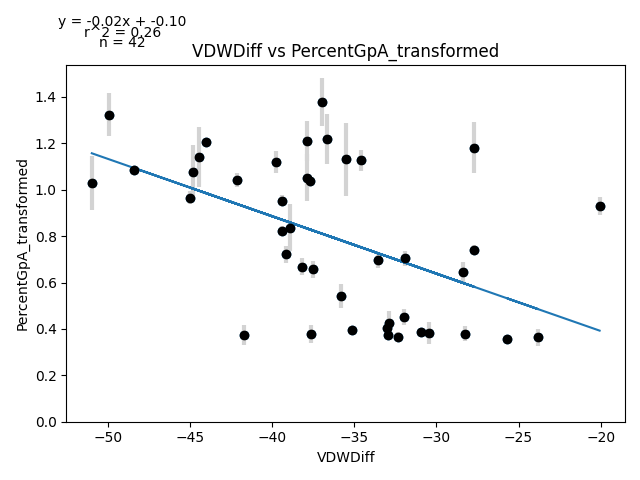 y = -0.02x + -0.10
r^2 = 0.26
n = 42
VDWDiff vs PercentGpA_transformed
PercentGpA_transformed
1.4
1.2
1.0
0.8
0.6
0.4
0.2
0.0
−50 −45 −40 −35 −30 −25 −20
VDWDiff